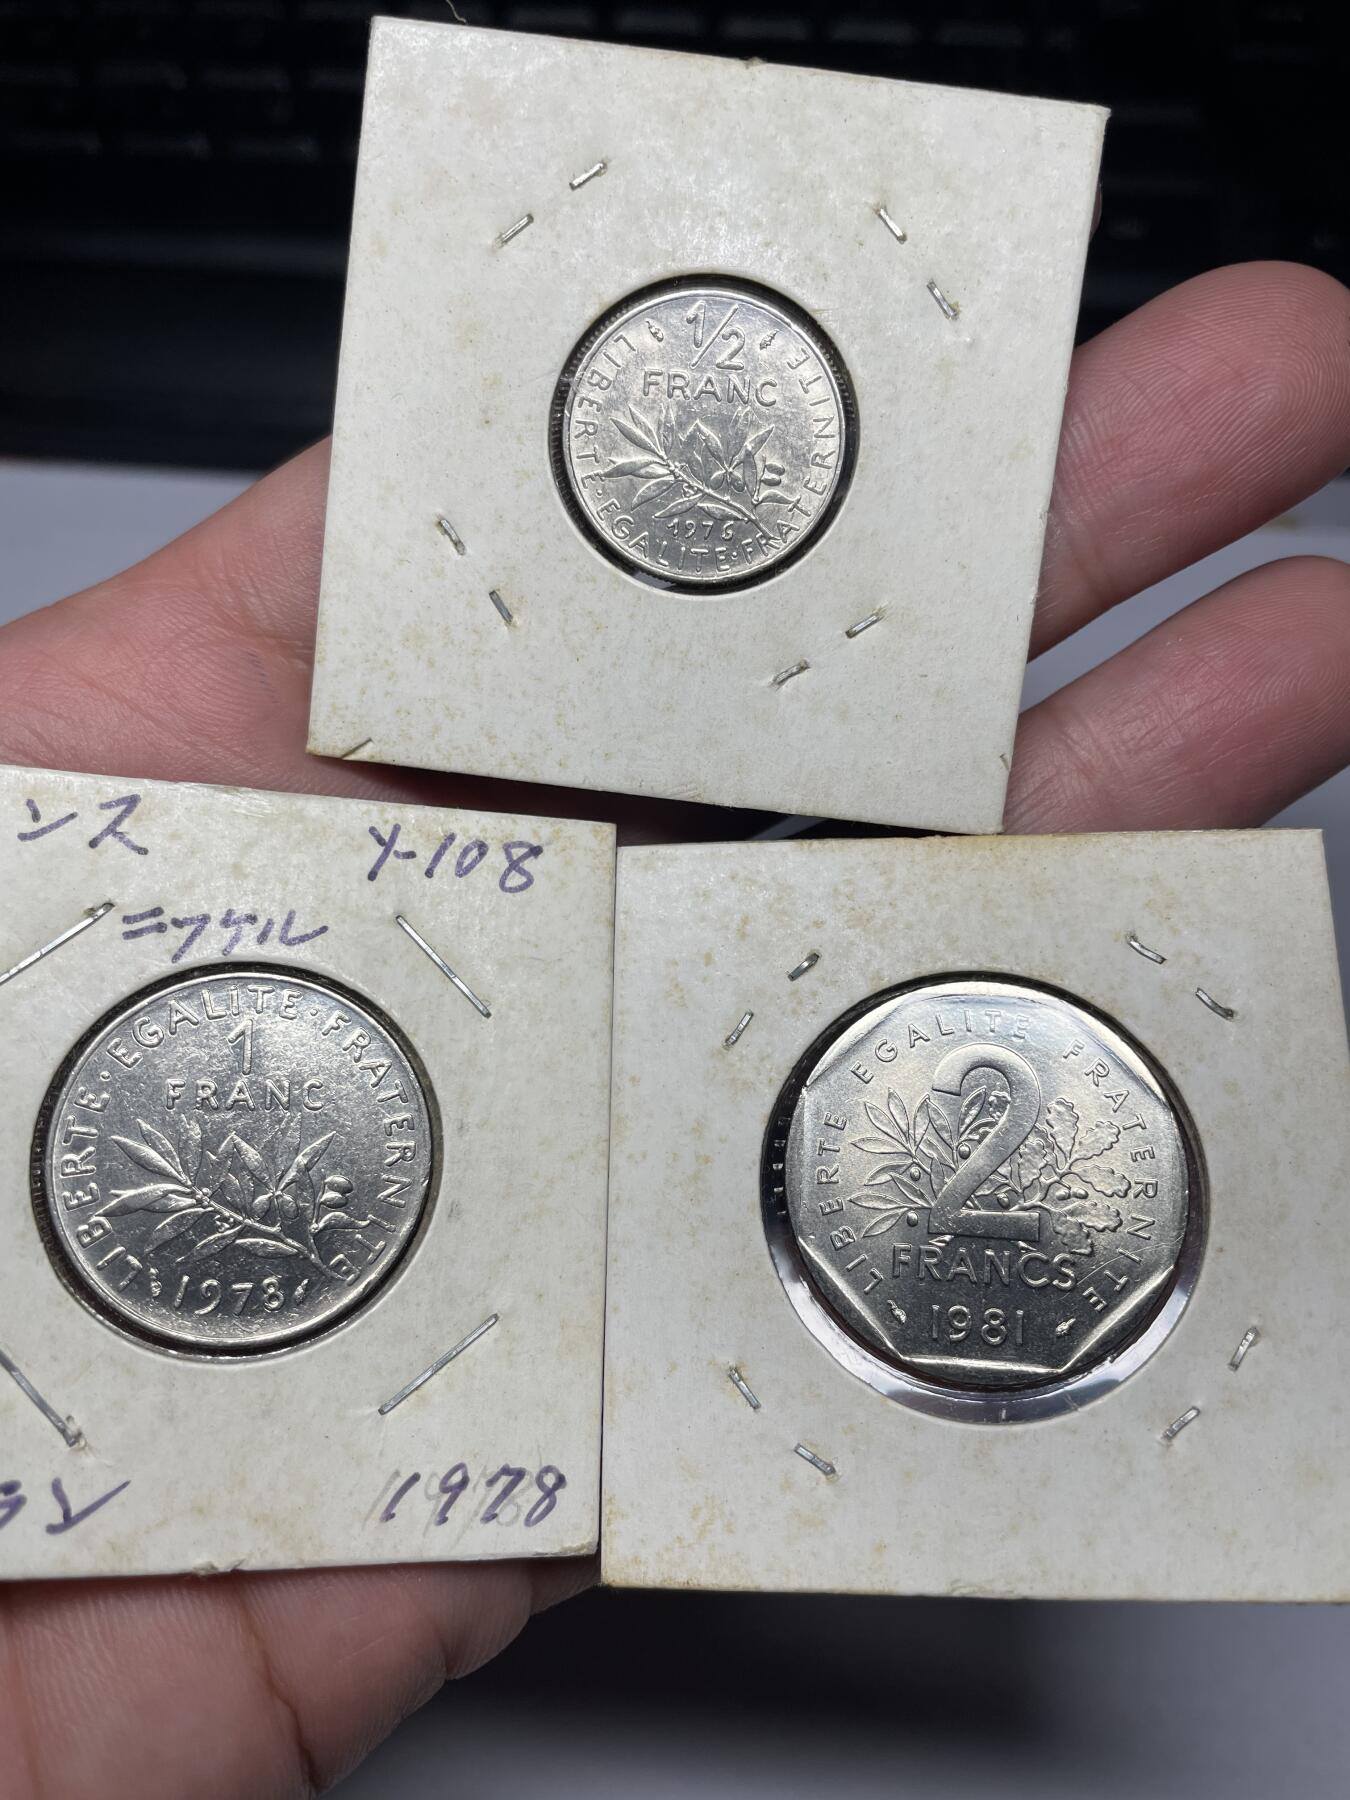 1/2
FRANC
LIBERTE·EGALITE·FRATERNITE
1976
ンス
Y-108
ニッケル
LIBERTE·EGALITE·FRATERNITE
1
FRANC
1978
1978
LIBERTE EGALITE FRATERNITE
2
FRANCS
1981